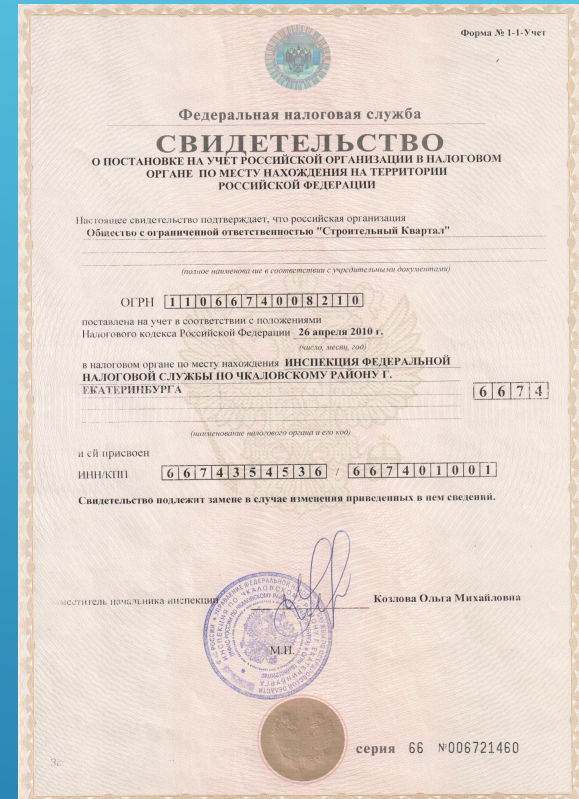 Форма № 1-1-Учет
Федеральная налоговая служба
СВИДЕТЕЛЬСТВО
О ПОСТАНОВКЕ НА УЧЕТ РОССИЙСКОЙ ОРГАНИЗАЦИИ В НАЛОГОВОМ
ОРГАНЕ ПО МЕСТУ НАХОЖДЕНИЯ НА ТЕРРИТОРИИ
РОССИЙСКОЙ ФЕДЕРАЦИИ
Настоящее свидетельство подтверждает, что российская организация
Общество с ограниченной ответственностью "Строительный Квартал"
(полное наименование в соответствии с учредительными документами)
ОГРН 1106674008210
поставлена на учет в соответствии с положениями
Налогового кодекса Российской Федерации 26 апреля 2010 г.
(число, месяц, год)
в налоговом органе по месту нахождения ИНСПЕКЦИЯ ФЕДЕРАЛЬНОЙ
НАЛОГОВОЙ СЛУЖБЫ ПО ЧКАЛОВСКОМУ РАЙОНУ Г.
ЕКАТЕРИНБУРГА 6674
(наименование налогового органа и его код)
и ей присвоен
ИНН/КПП 6674354536 / 667401001
Свидетельство подлежит замене в случае изменения приведенных в нем сведений.
меститель начальника инспекции Козлова Ольга Михайловна
М.П.
серия 66 №006721460